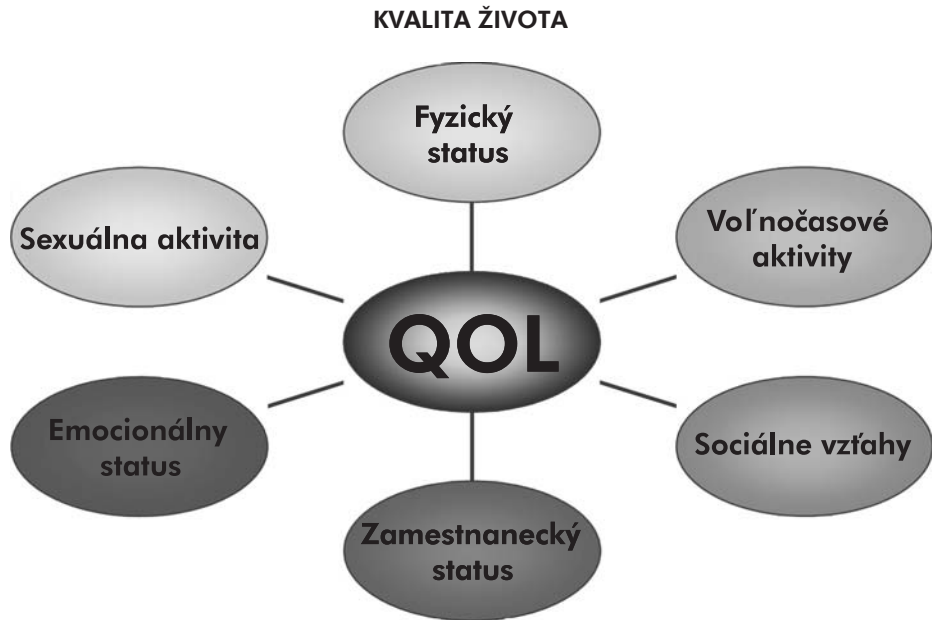 KVALITA ŽIVOTA
Fyzický
status
Sexuálna aktivita
Voľnočasové
aktivity
QOL
Emocionálny
status
Sociálne vzťahy
Zamestnanecký
status